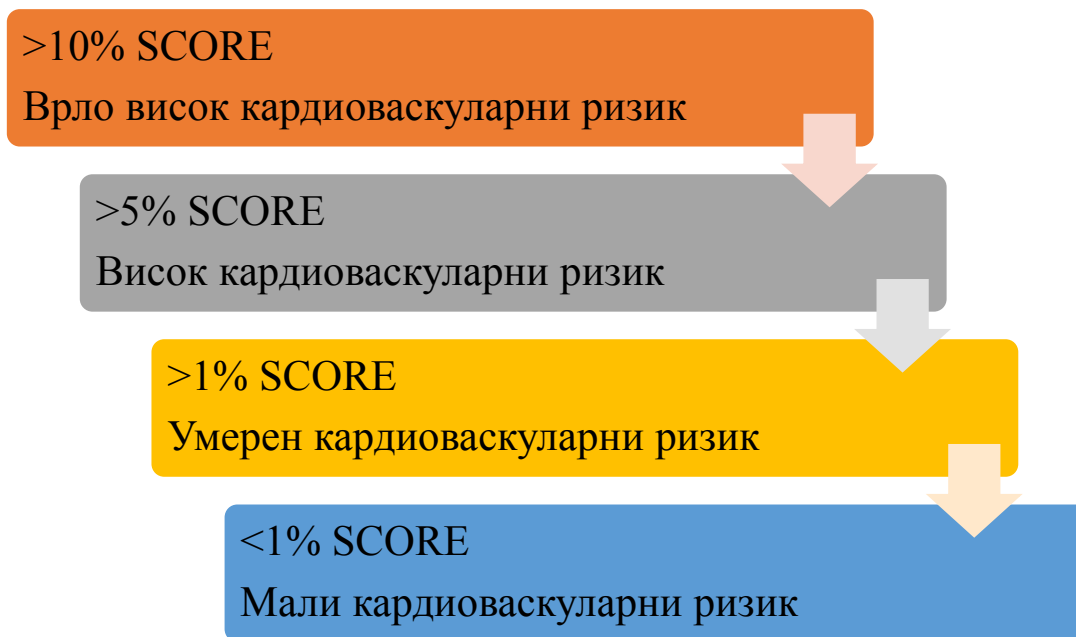 >10% SCORE
Врло висок кардиоваскуларни ризик
>5% SCORE
Висок кардиоваскуларни ризик
>1% SCORE
Умерен кардиоваскуларни ризик
<1% SCORE
Мали кардиоваскуларни ризик